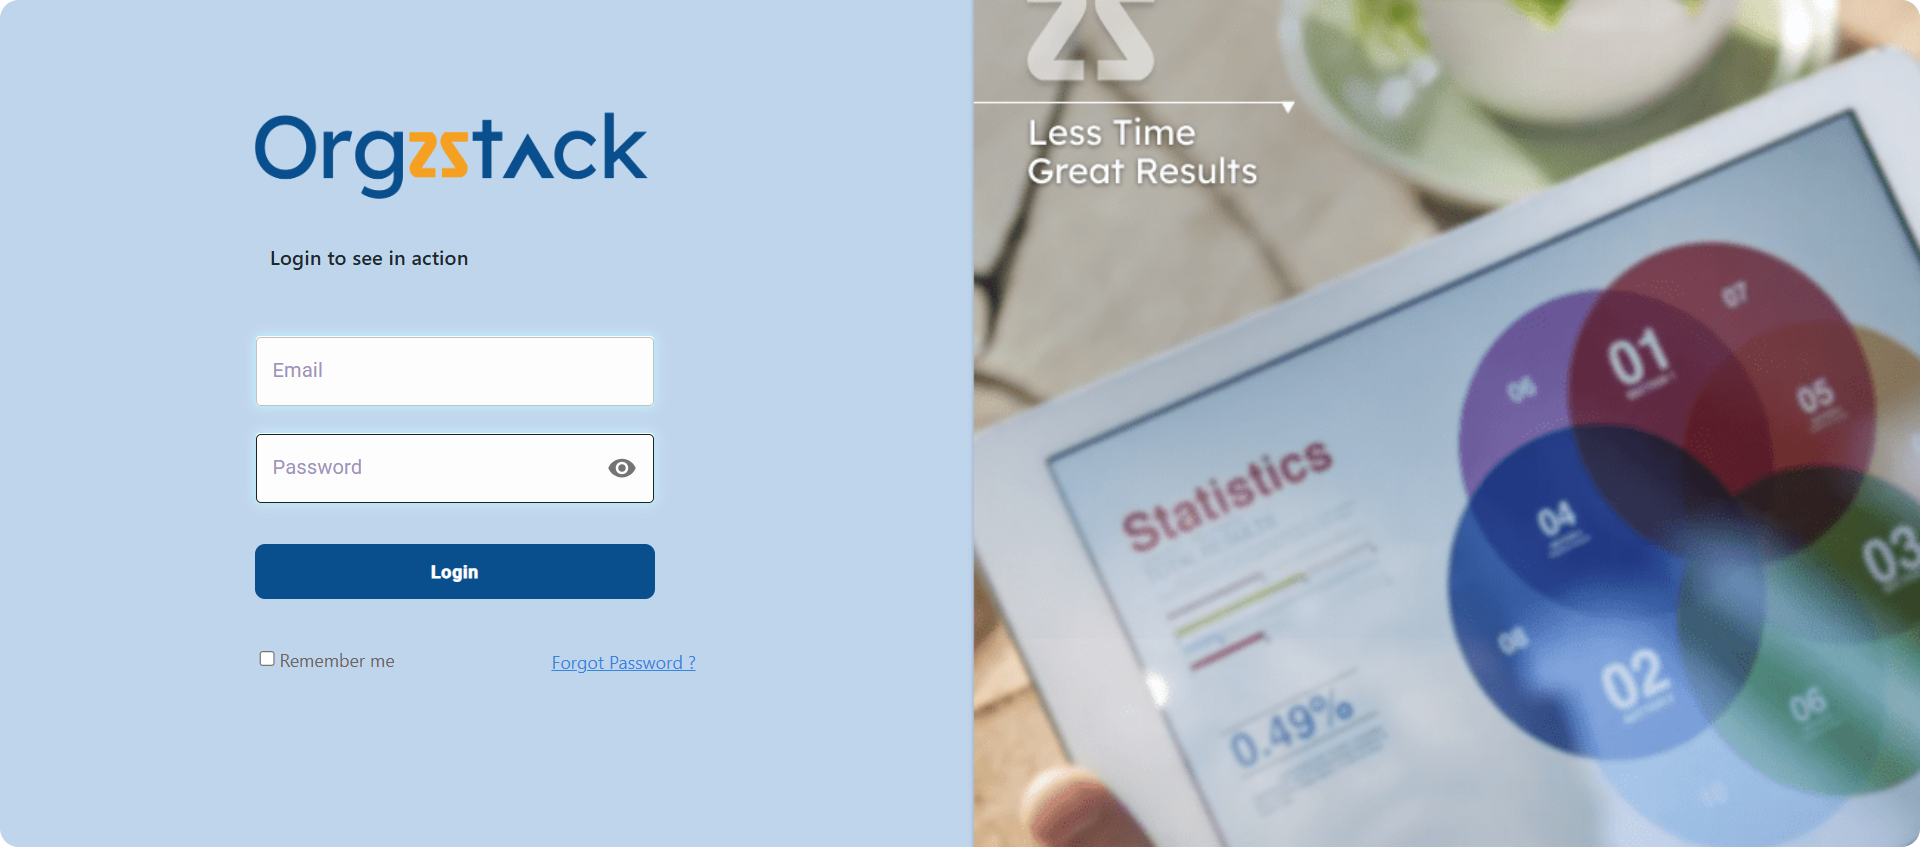 Orgzstack
Login to see in action
Email
Password
Login
Remember me
Forgot Password ?
Less Time
Great Results
Statistics
0.49%
01
07
06
05
04
03
08
02
06
10